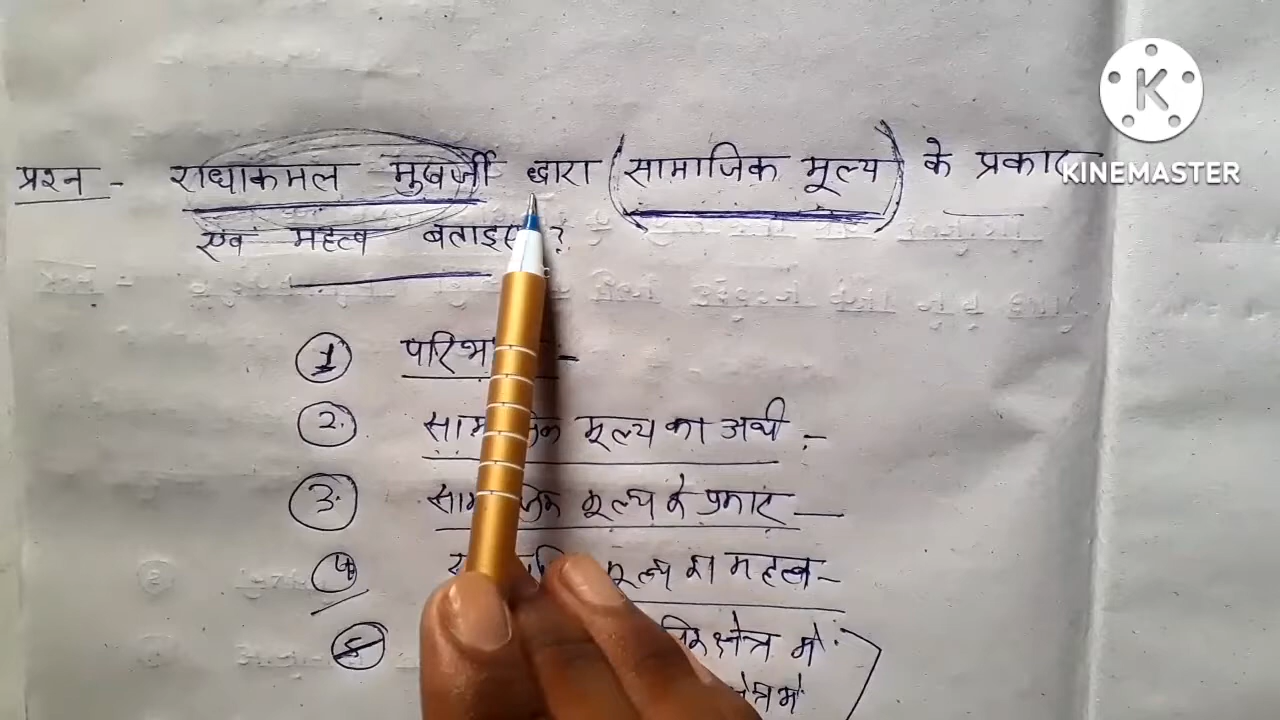 प्रश्न - राधाकमल मुखर्जी द्वारा (सामाजिक मूल्य) के प्रकार
एवं महत्व बताइए ?
1 परिभा -
2. सामाजिक मूल्य का अर्थ :-
3. सामाजिक मूल्य के प्रकार —
4 मूल्य का महत्व -
5 क्षेत्र में
KINEMASTER